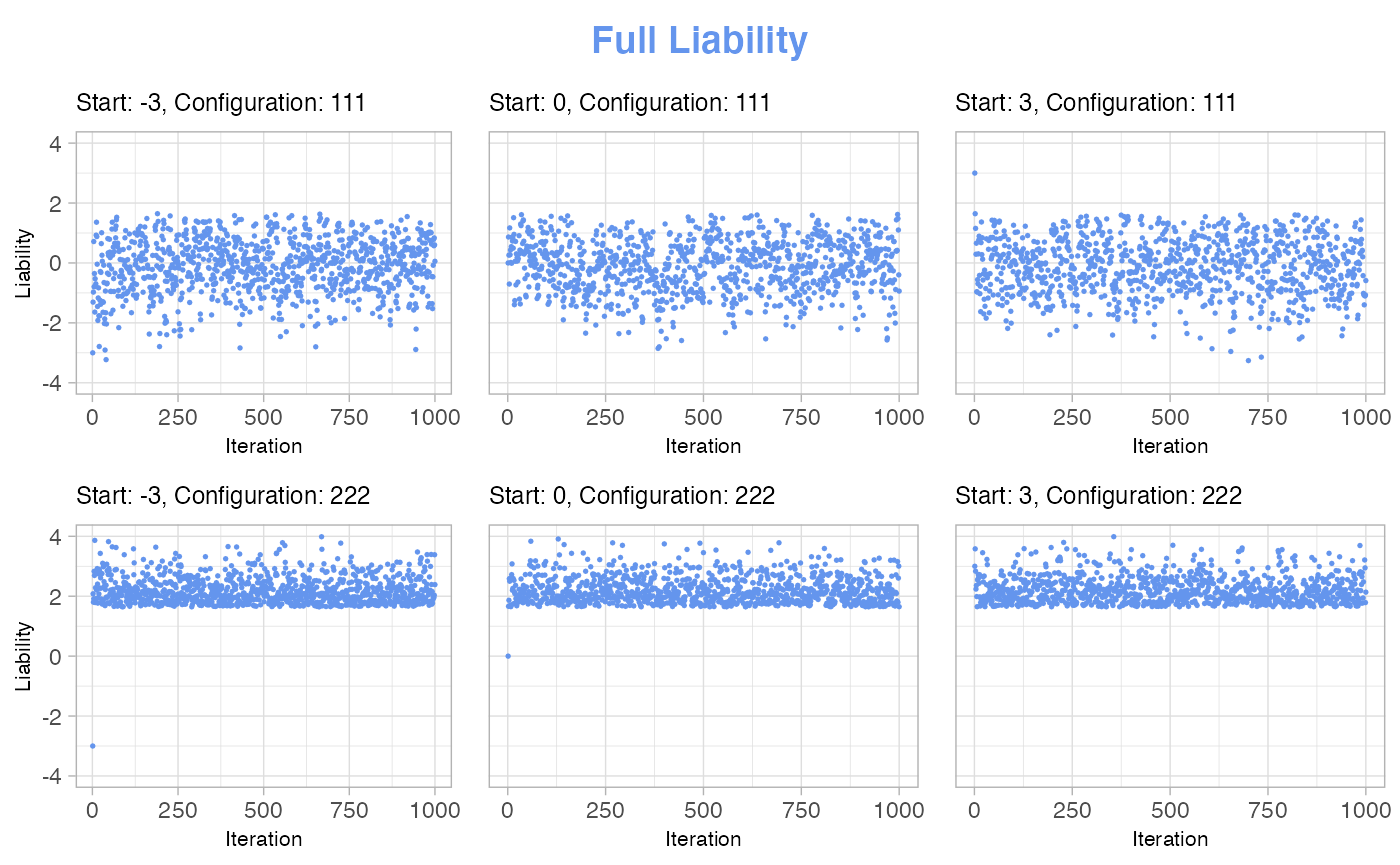 Full Liability
Start: -3, Configuration: 111
Start: 0, Configuration: 111
Start: 3, Configuration: 111
4
2
0
-2
-4
Liability
0 250 500 750 1000
0 250 500 750 1000
0 250 500 750 1000
Iteration
Iteration
Iteration
Start: -3, Configuration: 222
Start: 0, Configuration: 222
Start: 3, Configuration: 222
4
2
0
-2
-4
Liability
0 250 500 750 1000
0 250 500 750 1000
0 250 500 750 1000
Iteration
Iteration
Iteration